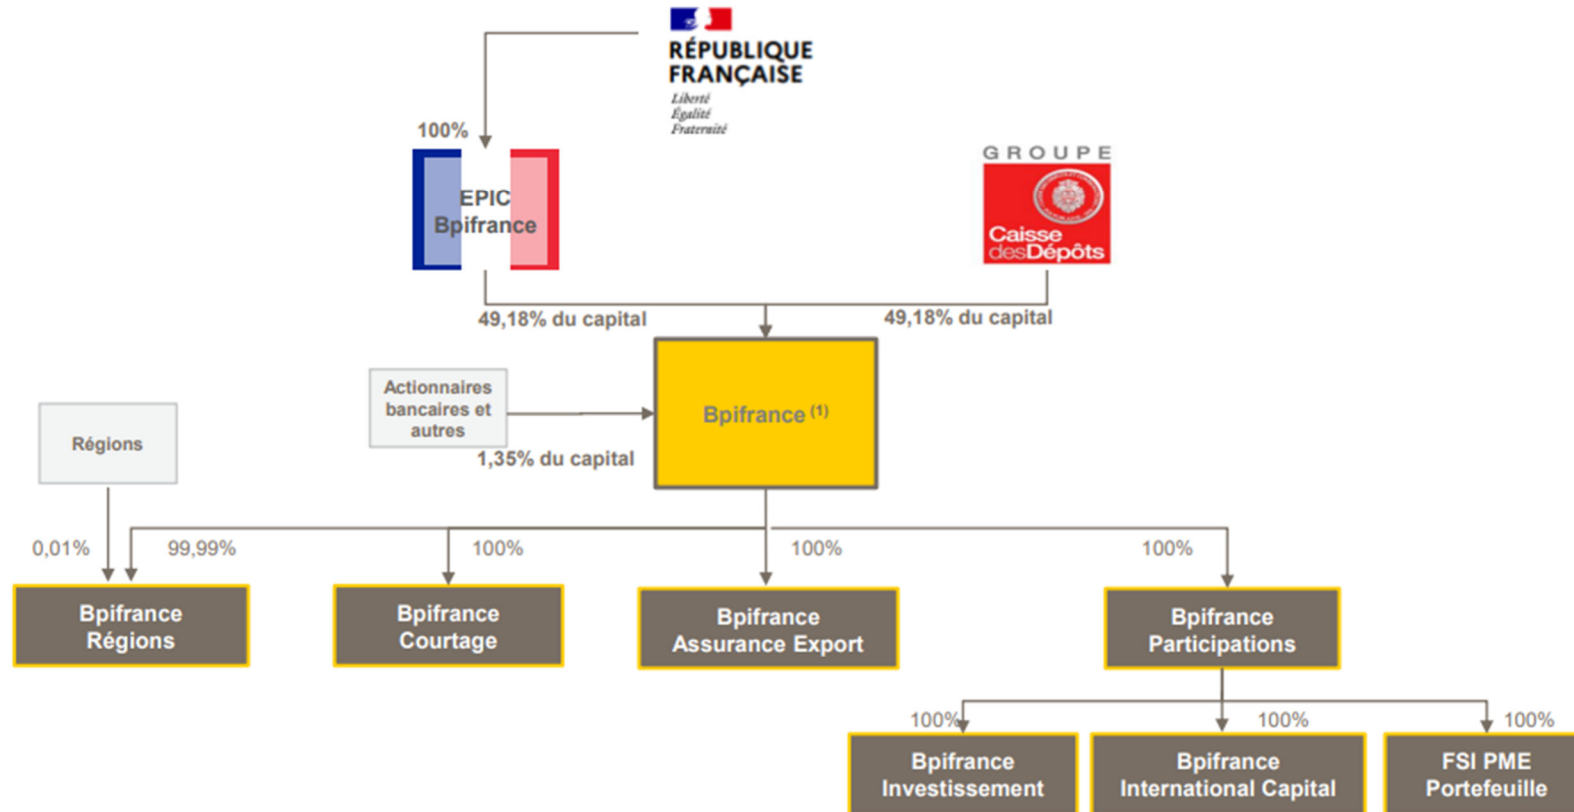 RÉPUBLIQUE
FRANÇAISE
Liberté
Égalité
Fraternité
100%
EPIC
Bpifrance
GROUPE
Caisse
desDépôts
49,18% du capital
49,18% du capital
Actionnaires
bancaires et
autres
1,35% du capital
Bpifrance (1)
Régions
0,01%
99,99%
100%
100%
100%
Bpifrance
Régions
Bpifrance
Courtage
Bpifrance
Assurance Export
Bpifrance
Participations
100%
100%
100%
Bpifrance
Investissement
Bpifrance
International Capital
FSI PME
Portefeuille